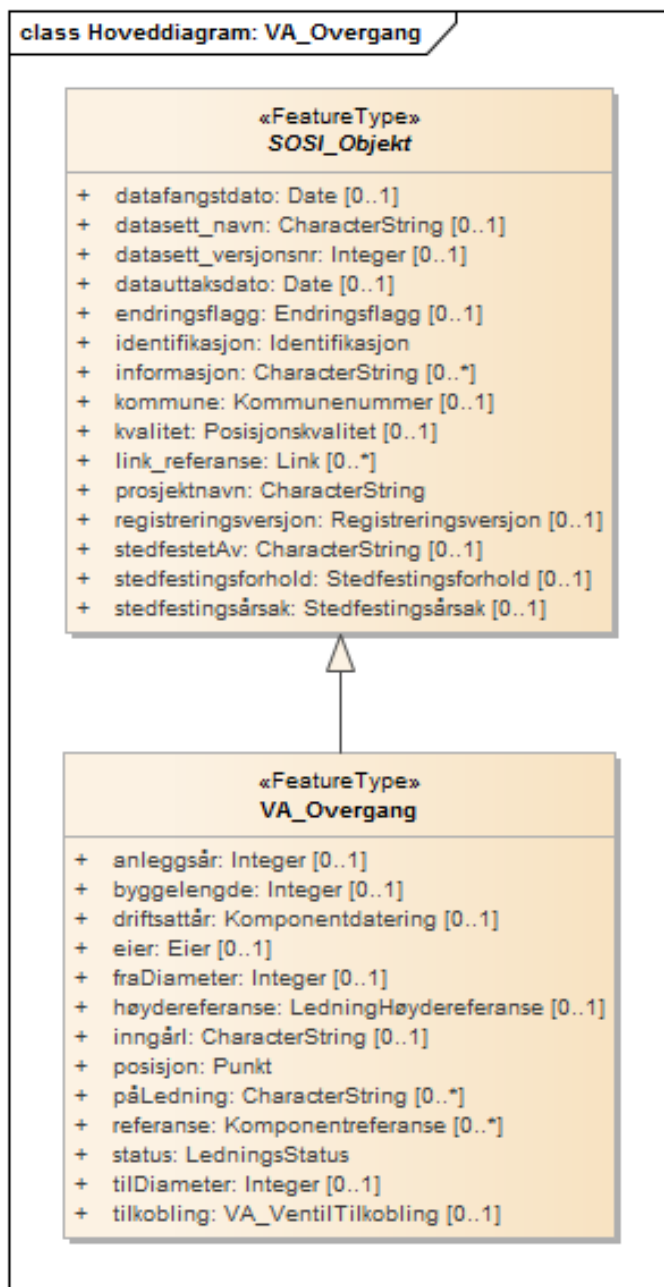 class Hoveddiagram: VA_Overgang
«FeatureType»
SOSI_Objekt
+ datafangstdato: Date [0..1]
+ datasett_navn: CharacterString [0..1]
+ datasett_versjonsnr: Integer [0..1]
+ datauttaksdato: Date [0..1]
+ endringsflagg: Endringsflagg [0..1]
+ identifikasjon: Identifikasjon
+ informasjon: CharacterString [0..*]
+ kommune: Kommunenummer [0..1]
+ kvalitet: Posisjonskvalitet [0..1]
+ link_referanse: Link [0..*]
+ prosjektnavn: CharacterString
+ registreringsversjon: Registreringsversjon [0..1]
+ stedfestetAv: CharacterString [0..1]
+ stedfestingsforhold: Stedfestingsforhold [0..1]
+ stedfestingsårsak: Stedfestingsårsak [0..1]
«FeatureType»
VA_Overgang
+ anleggsår: Integer [0..1]
+ byggelengde: Integer [0..1]
+ driftsattår: Komponentdatering [0..1]
+ eier: Eier [0..1]
+ fraDiameter: Integer [0..1]
+ høydereferanse: LedningHøydereferanse [0..1]
+ inngårI: CharacterString [0..1]
+ posisjon: Punkt
+ påLedning: CharacterString [0..*]
+ referanse: Komponentreferanse [0..*]
+ status: LedningsStatus
+ tilDiameter: Integer [0..1]
+ tilkobling: VA_VentilTilkobling [0..1]